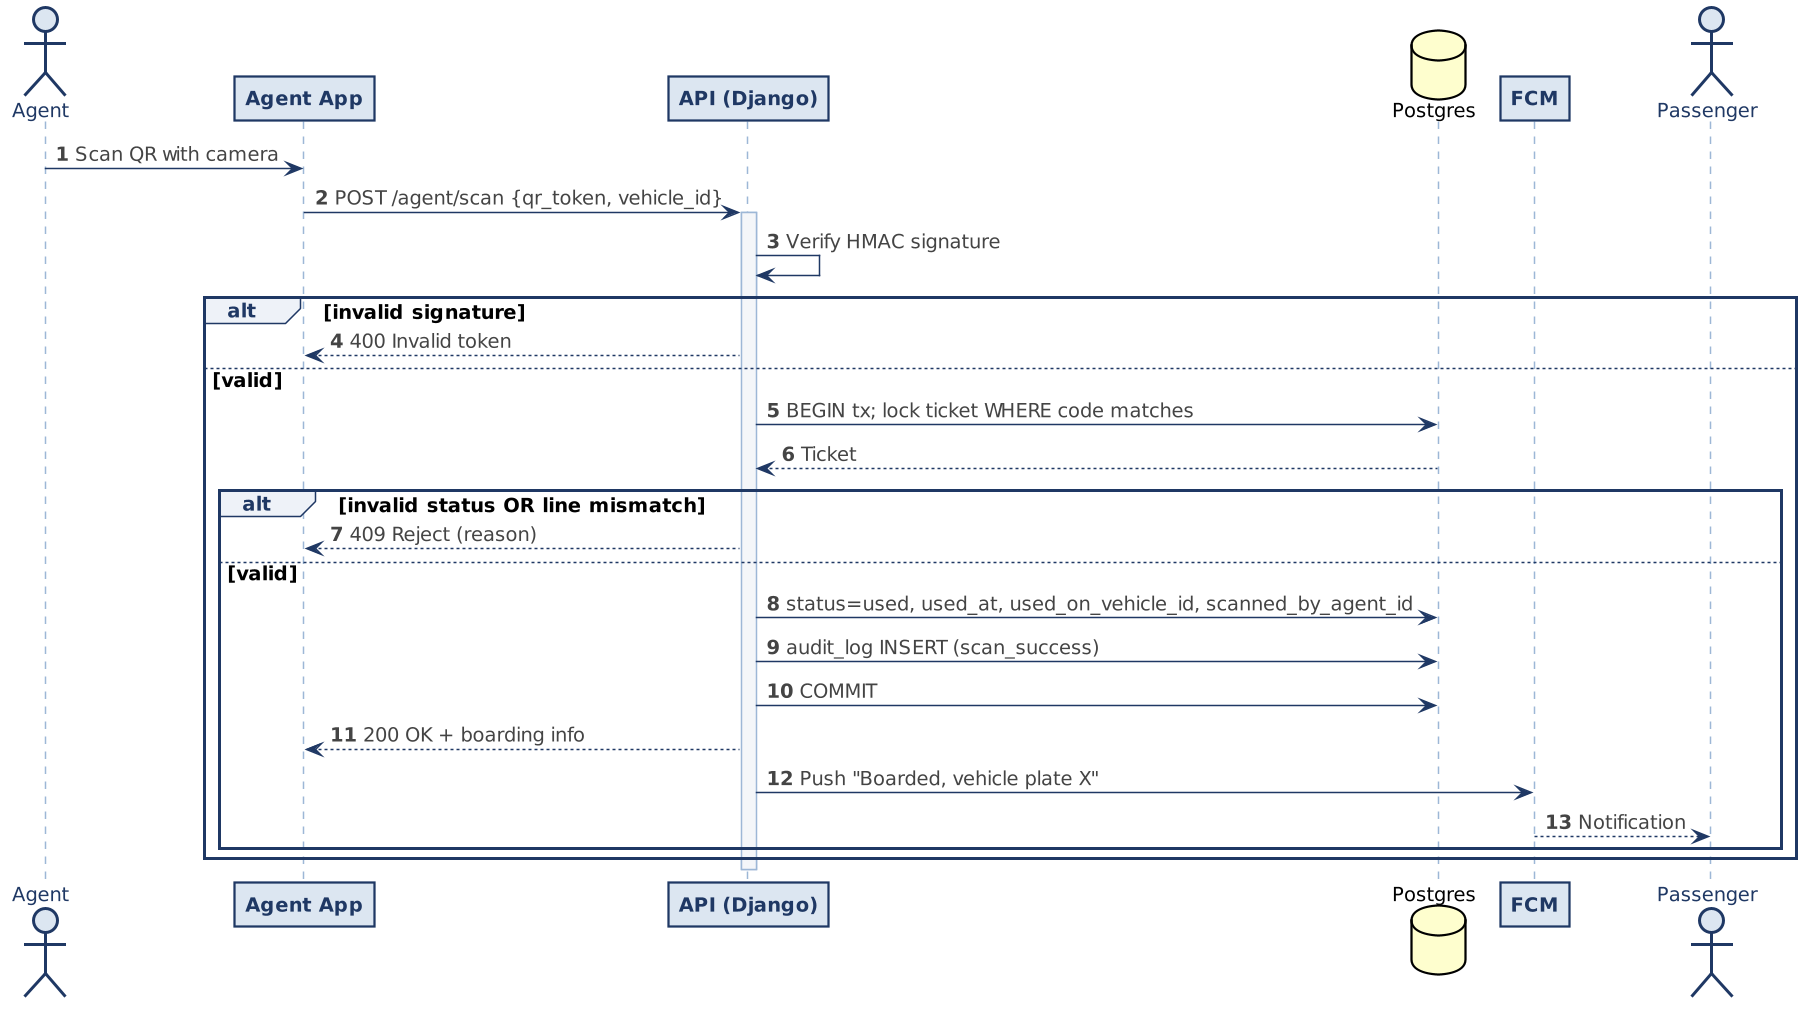 Agent
Agent App
API (Django)
Postgres
FCM
Passenger
1 Scan QR with camera
2 POST /agent/scan {qr_token, vehicle_id}
3 Verify HMAC signature
alt [invalid signature]
4 400 Invalid token
[valid]
5 BEGIN tx; lock ticket WHERE code matches
6 Ticket
alt [invalid status OR line mismatch]
7 409 Reject (reason)
[valid]
8 status=used, used_at, used_on_vehicle_id, scanned_by_agent_id
9 audit_log INSERT (scan_success)
10 COMMIT
11 200 OK + boarding info
12 Push "Boarded, vehicle plate X"
13 Notification
Agent
Agent App
API (Django)
Postgres
FCM
Passenger